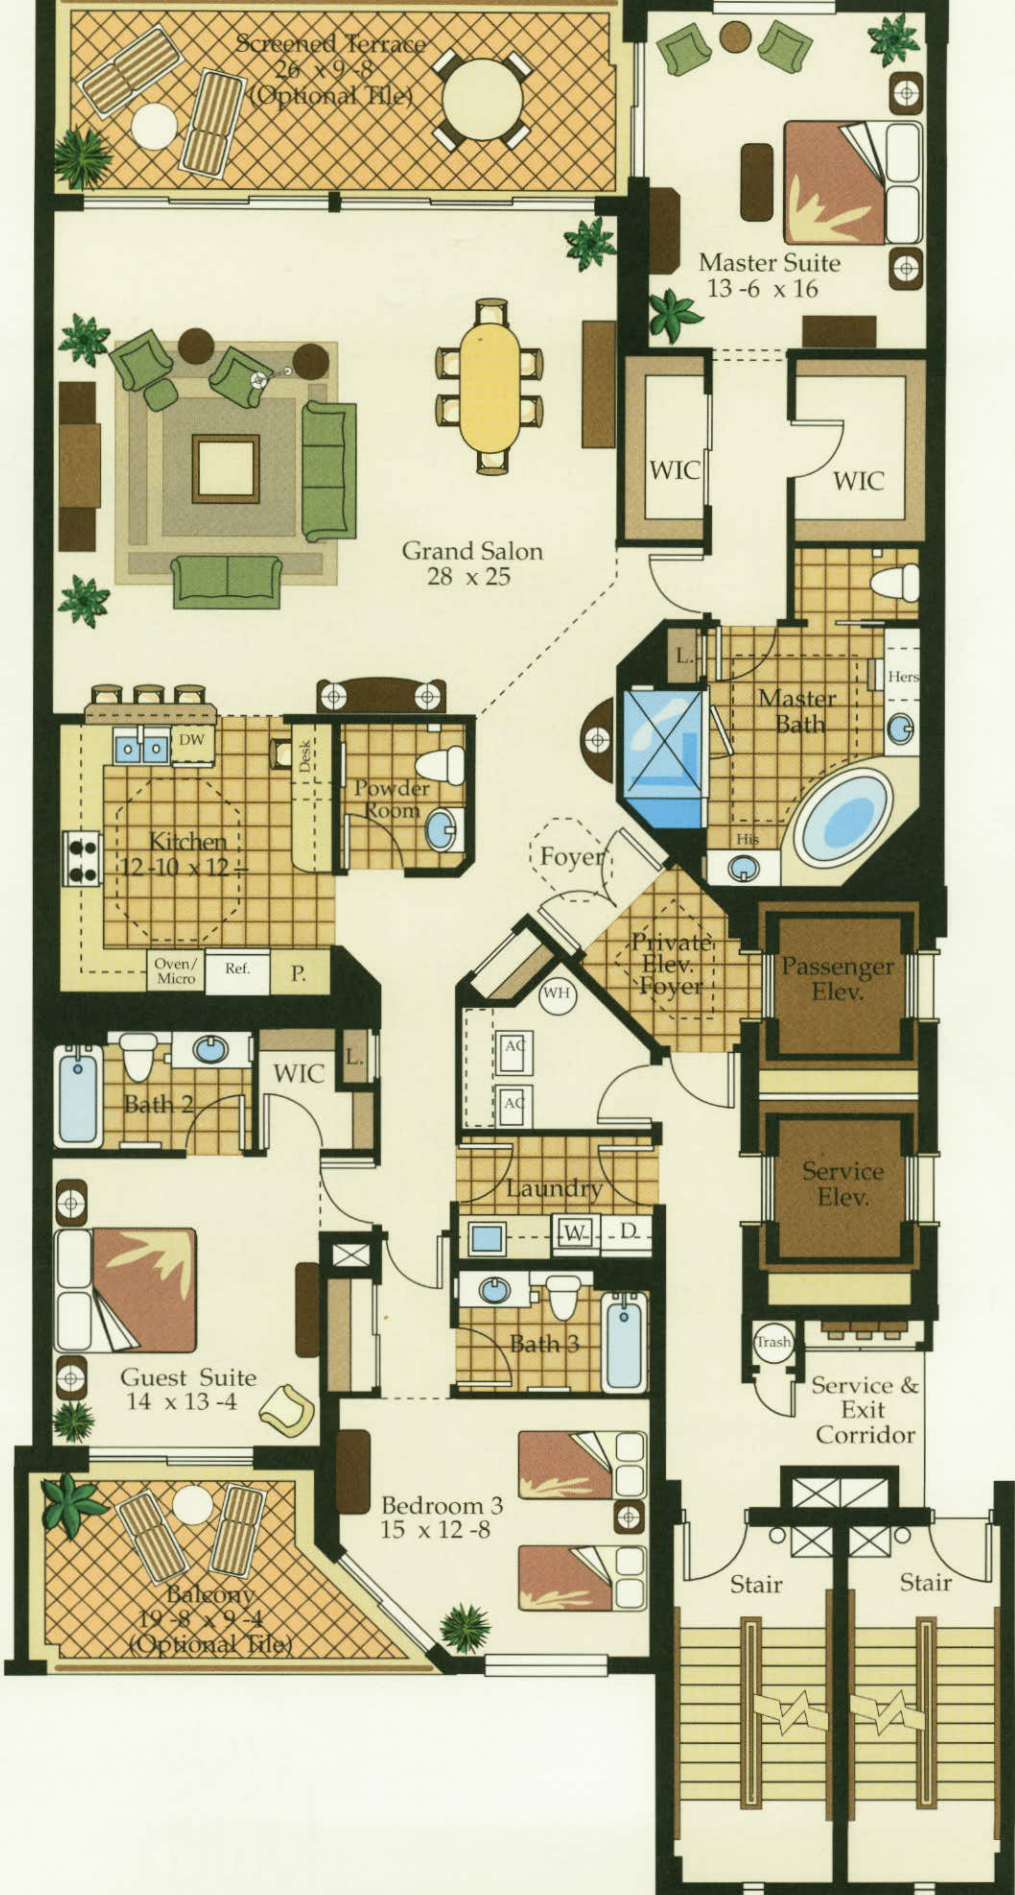 Screened Terrace
26 x 9 -8
(Optional Tile)
Master Suite
13 -6 x 16
WIC
WIC
Grand Salon
28 x 25
L.
Hers
Master
Bath
His
DW
Desk
Powder
Room
Kitchen
12 -10 x 12
Foyer
Oven/
Micro
Ref.
P.
Private
Elev.
Foyer
Passenger
Elev.
WH
AC
AC
L.
WIC
Bath 2
Laundry
W
D.
Service
Elev.
Bath 3
Trash
Service &
Exit
Corridor
Guest Suite
14 x 13 -4
Bedroom 3
15 x 12 -8
Balcony
19 -8 x 9 -4
(Optional Tile)
Stair
Stair